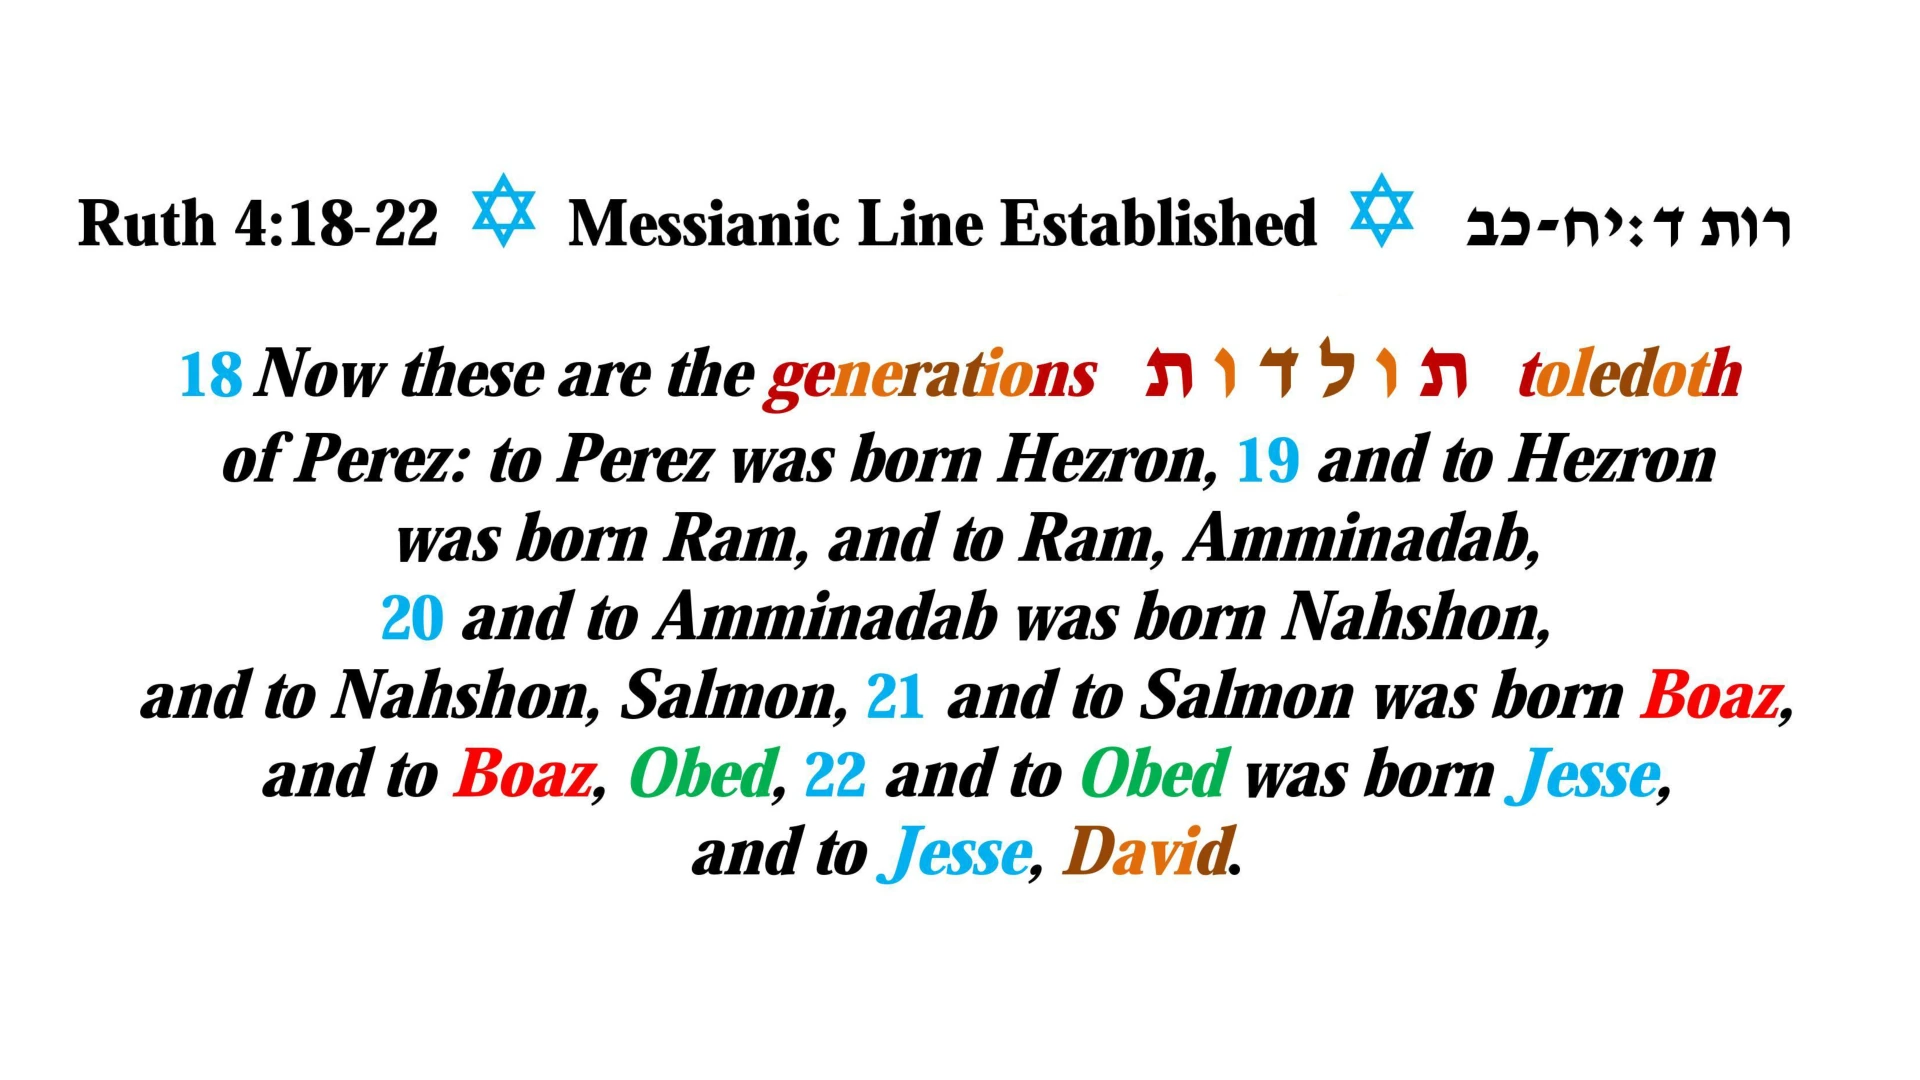 Ruth 4:18-22 ✡ Messianic Line Established ✡ רות ד:יח-כב
18 Now these are the generations ת ו ל ד ו ת toledoth
of Perez: to Perez was born Hezron, 19 and to Hezron
was born Ram, and to Ram, Amminadab,
20 and to Amminadab was born Nahshon,
and to Nahshon, Salmon, 21 and to Salmon was born Boaz,
and to Boaz, Obed, 22 and to Obed was born Jesse,
and to Jesse, David.